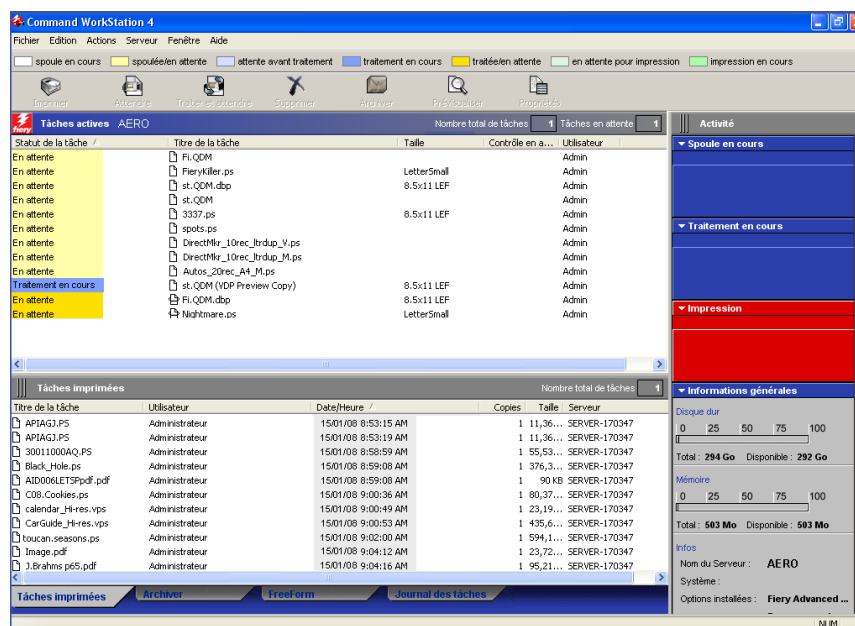 Command WorkStation 4
Fichier Edition Actions Serveur Fenêtre Aide
spoule en cours spoulée/en attente attente avant traitement traitement en cours traitée/en attente en attente pour impression impression en cours
Imprimer Attendre Traiter et attendre Supprimer Archiver Prévisualiser Propriétés
fiery Tâches actives AERO Nombre total de tâches 1 Tâches en attente 1
Statut de la tâche Titre de la tâche Taille Contrôle en a... Utilisateur
En attente Fi.QDM Admin
En attente FieryKiller.ps LetterSmall Admin
En attente st.QDM.dbp 8.5x11 LEF Admin
En attente st.QDM Admin
En attente 3337.ps 8.5x11 LEF Admin
En attente spots.ps Admin
En attente DirectMkr_10rec_ltrdup_V.ps Admin
En attente DirectMkr_10rec_ltrdup_M.ps Admin
En attente Autos_20rec_A4_M.ps Admin
Traitement en cours st.QDM (VDP Preview Copy) 8.5x11 LEF Admin
En attente Fi.QDM.dbp 8.5x11 LEF Admin
En attente Nightmare.ps LetterSmall Admin
Tâches imprimées Nombre total de tâches 1
Titre de la tâche Utilisateur Date/Heure Copies Taille Serveur
APIAGJ.PS Administrateur 15/01/08 8:53:15 AM 1 11,36... SERVER-170347
APIAGJ.PS Administrateur 15/01/08 8:53:19 AM 1 11,36... SERVER-170347
30011000AQ.PS Administrateur 15/01/08 8:58:59 AM 1 55,53... SERVER-170347
Black_Hole.ps Administrateur 15/01/08 8:59:08 AM 1 376,3... SERVER-170347
AID006LETSPpdf.pdf Administrateur 15/01/08 8:59:08 AM 1 90 KB SERVER-170347
C08.Cookies.ps Administrateur 15/01/08 9:00:36 AM 1 80,37... SERVER-170347
calendar_Hi-res.vps Administrateur 15/01/08 9:00:49 AM 1 23,19... SERVER-170347
CarGuide_Hi-res.vps Administrateur 15/01/08 9:00:53 AM 1 435,6... SERVER-170347
toucan.seasons.ps Administrateur 15/01/08 9:02:00 AM 1 594,1... SERVER-170347
Image.pdf Administrateur 15/01/08 9:04:12 AM 1 23,72... SERVER-170347
J.Brahms p65.pdf Administrateur 15/01/08 9:04:16 AM 1 95,21... SERVER-170347
Tâches imprimées Archiver FreeForm Journal des tâches
Activité
Spoule en cours
Traitement en cours
Impression
Informations générales
Disque dur
0 25 50 75 100
Total : 294 Go Disponible : 292 Go
Mémoire
0 25 50 75 100
Total : 503 Mo Disponible : 503 Mo
Infos
Nom du Serveur : AERO
Système :
Options installées : Fiery Advanced ...
NUM